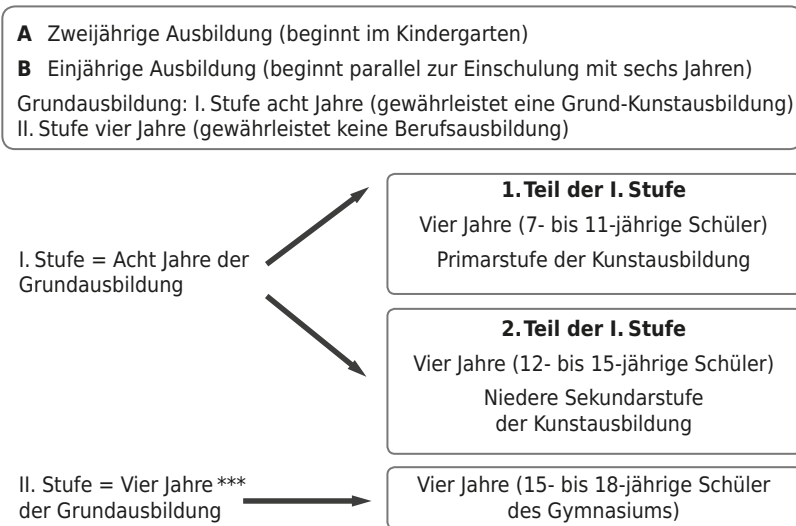 A Zweijährige Ausbildung (beginnt im Kindergarten)
B Einjährige Ausbildung (beginnt parallel zur Einschulung mit sechs Jahren)
Grundausbildung: I. Stufe acht Jahre (gewährleistet eine Grund-Kunstausbildung)
II. Stufe vier Jahre (gewährleistet keine Berufsausbildung)
I. Stufe = Acht Jahre der
Grundausbildung
1. Teil der I. Stufe
Vier Jahre (7- bis 11-jährige Schüler)
Primarstufe der Kunstausbildung
2. Teil der I. Stufe
Vier Jahre (12- bis 15-jährige Schüler)
Niedere Sekundarstufe
der Kunstausbildung
II. Stufe = Vier Jahre ***
der Grundausbildung
Vier Jahre (15- bis 18-jährige Schüler
des Gymnasiums)